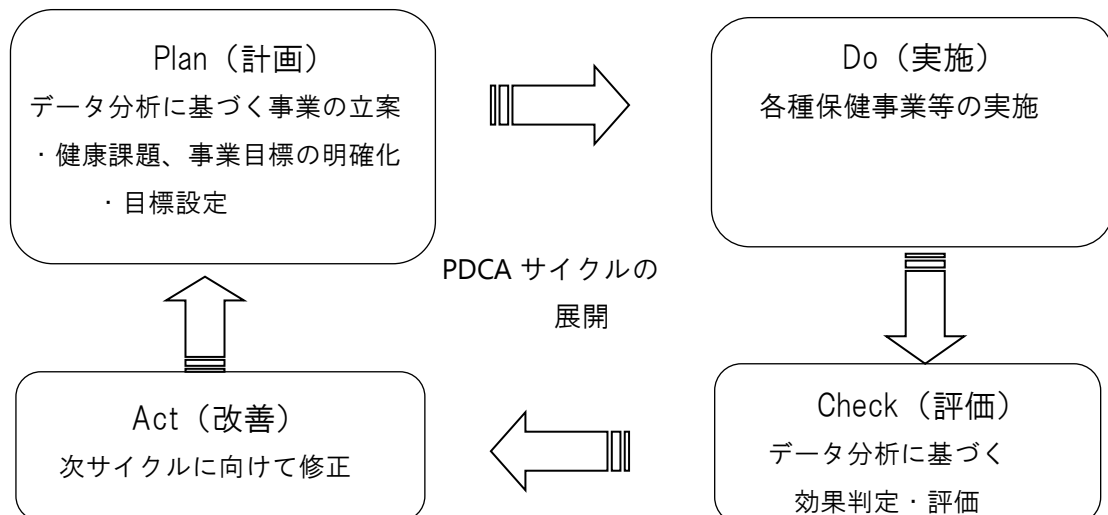 Plan（計画）
データ分析に基づく事業の立案
・健康課題、事業目標の明確化
・目標設定
Do（実施）
各種保健事業等の実施
PDCA サイクルの
展開
Act（改善）
次サイクルに向けて修正
Check（評価）
データ分析に基づく
効果判定・評価